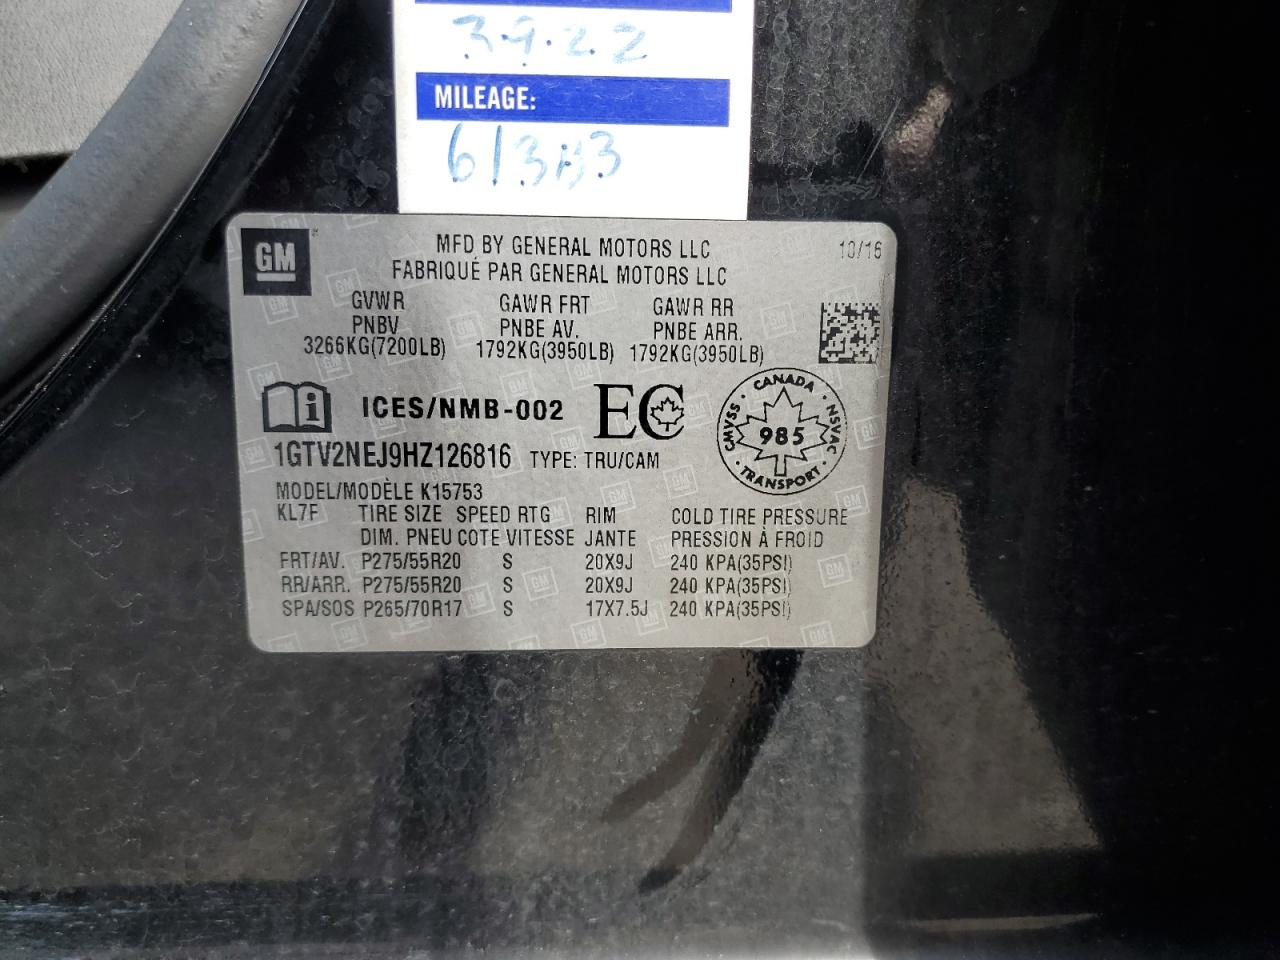 3·9·22
MILEAGE:
613
GM
MFD BY GENERAL MOTORS LLC
10/16
FABRIQUÉ PAR GENERAL MOTORS LLC
GVWR GAWR FRT GAWR RR
PNBV PNBE AV. PNBE ARR.
3266KG(7200LB) 1792KG(3950LB) 1792KG(3950LB)
i ICES/NMB-002 EC
CANADA
CMVSS 985 NSVAC
TRANSPORT
1GTV2NEJ9HZ126816 TYPE: TRU/CAM
MODEL/MODÈLE K15753
KL7F TIRE SIZE SPEED RTG RIM COLD TIRE PRESSURE
DIM. PNEU COTE VITESSE JANTE PRESSION À FROID
FRT/AV. P275/55R20 S 20X9J 240 KPA(35PSI)
RR/ARR. P275/55R20 S 20X9J 240 KPA(35PSI)
SPA/SOS P265/70R17 S 17X7.5J 240 KPA(35PSI)